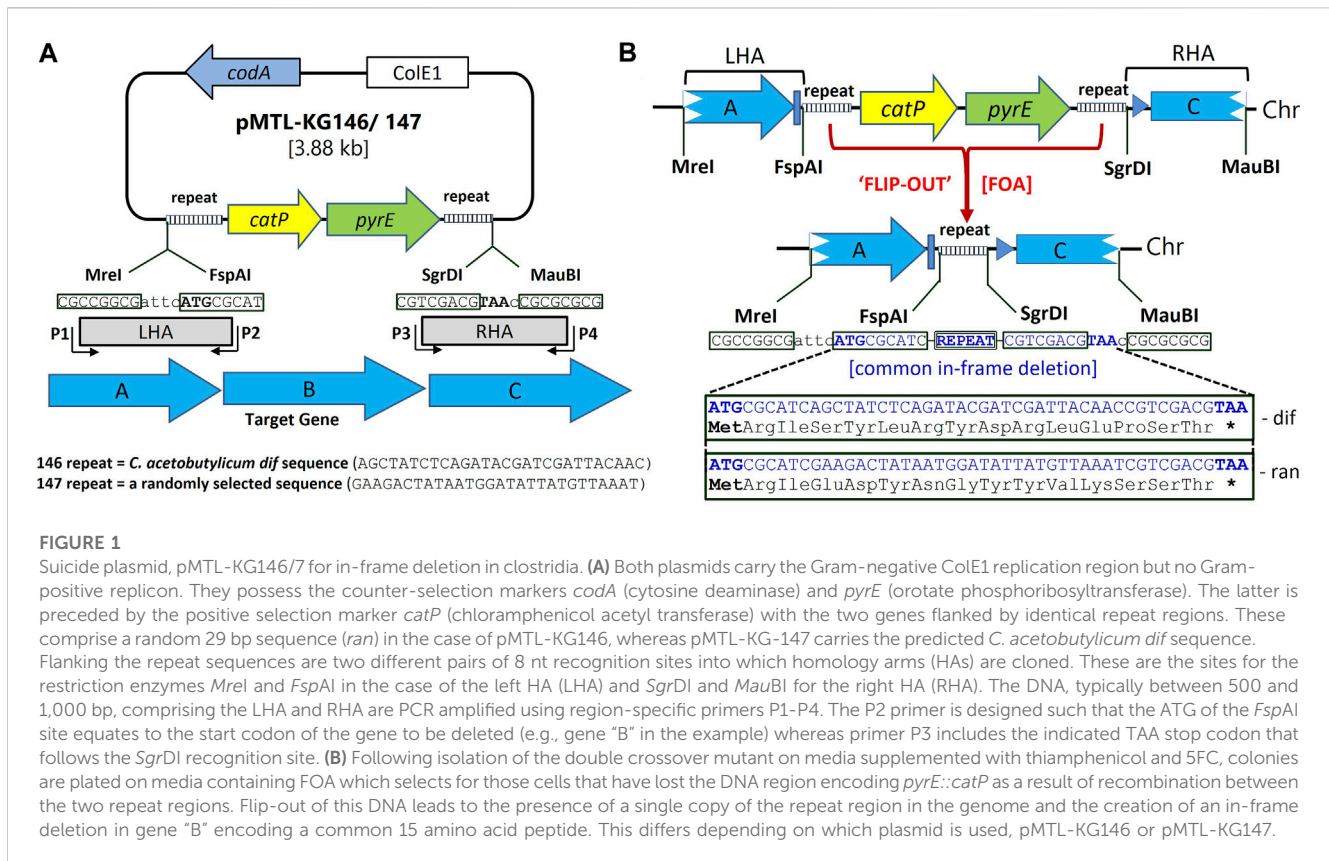 A
codA
ColE1
pMTL-KG146/ 147
[3.88 kb]
repeat
repeat
catP
pyrE
MreI
FspAI
SgrDI
MauBI
CGCCGGCGattcATGCGCAT
CGTCGACGTAAcCGCGCGCG
P1
LHA
P2
P3
RHA
P4
A
B
C
Target Gene
146 repeat = C. acetobutylicum dif sequence (AGCTATCTCAGATACGATCGATTACAAC)
147 repeat = a randomly selected sequence (GAAGACTATAATGGATATTATGTTAAAT)
B
LHA
RHA
repeat
repeat
A
catP
pyrE
C
Chr
MreI
FspAI
SgrDI
MauBI
'FLIP-OUT'
[FOA]
repeat
A
C
Chr
MreI
FspAI
SgrDI
MauBI
CGCCGGCGattcATGCGCATC-REPEAT-CGTCGACGTAAcCGCGCGCG
[common in-frame deletion]
ATGCGCATCAGCTATCTCAGATACGATCGATTACAACCGTCGACGTAA
MetArgIleSerTyrLeuArgTyrAspArgLeuGluProSerThr *
- dif
ATGCGCATCGAAGACTATAATGGATATTATGTTAAATCGTCGACGTAA
MetArgIleGluAspTyrAsnGlyTyrTyrValLysSerSerThr *
- ran
FIGURE 1
Suicide plasmid, pMTL-KG146/7 for in-frame deletion in clostridia. (A) Both plasmids carry the Gram-negative ColE1 replication region but no Gram-
positive replicon. They possess the counter-selection markers codA (cytosine deaminase) and pyrE (orotate phosphoribosyltransferase). The latter is
preceded by the positive selection marker catP (chloramphenicol acetyl transferase) with the two genes flanked by identical repeat regions. These
comprise a random 29 bp sequence (ran) in the case of pMTL-KG146, whereas pMTL-KG-147 carries the predicted C. acetobutylicum dif sequence.
Flanking the repeat sequences are two different pairs of 8 nt recognition sites into which homology arms (HAs) are cloned. These are the sites for the
restriction enzymes MreI and FspAI in the case of the left HA (LHA) and SgrDI and MauBI for the right HA (RHA). The DNA, typically between 500 and
1,000 bp, comprising the LHA and RHA are PCR amplified using region-specific primers P1-P4. The P2 primer is designed such that the ATG of the FspAI
site equates to the start codon of the gene to be deleted (e.g., gene "B" in the example) whereas primer P3 includes the indicated TAA stop codon that
follows the SgrDI recognition site. (B) Following isolation of the double crossover mutant on media supplemented with thiamphenicol and 5FC, colonies
are plated on media containing FOA which selects for those cells that have lost the DNA region encoding pyrE::catP as a result of recombination between
the two repeat regions. Flip-out of this DNA leads to the presence of a single copy of the repeat region in the genome and the creation of an in-frame
deletion in gene "B" encoding a common 15 amino acid peptide. This differs depending on which plasmid is used, pMTL-KG146 or pMTL-KG147.